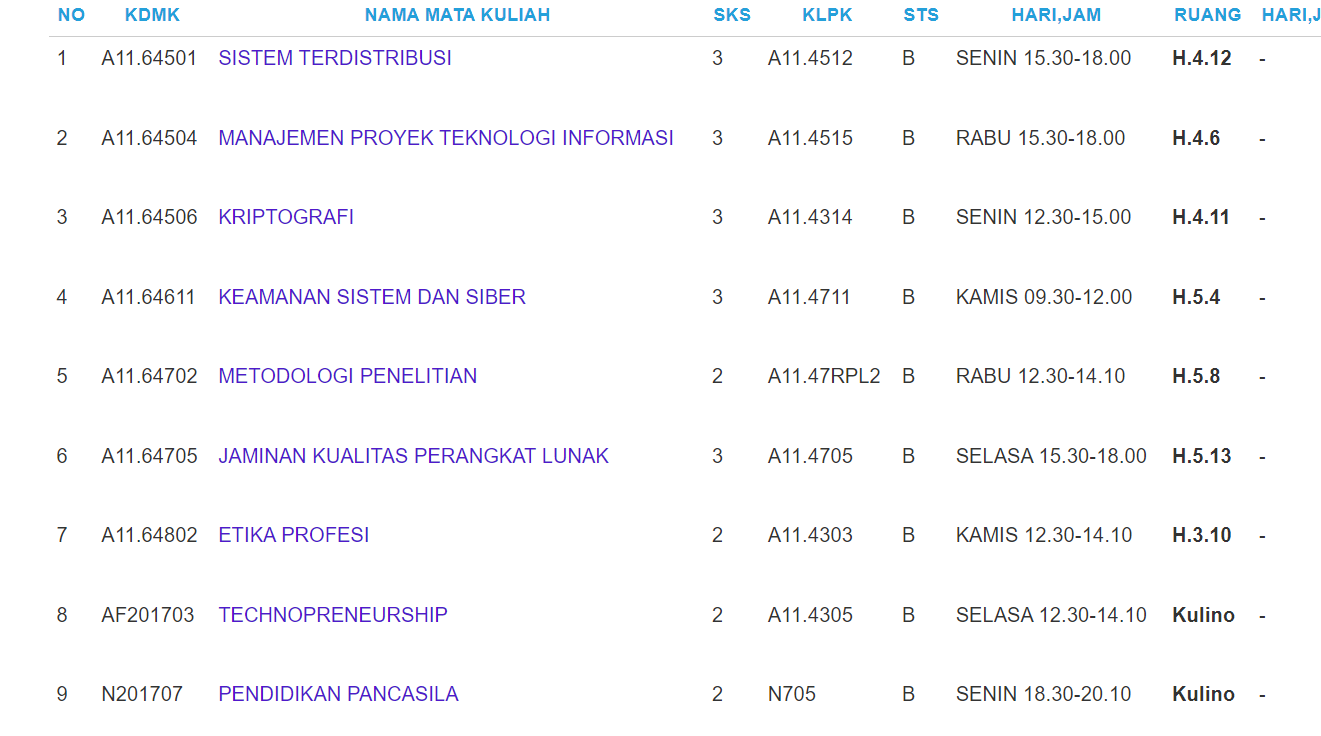 NO KDMK NAMA MATA KULIAH SKS KLPK STS HARI,JAM RUANG HARI,J
1 A11.64501 SISTEM TERDISTRIBUSI 3 A11.4512 B SENIN 15.30-18.00 H.4.12 -
2 A11.64504 MANAJEMEN PROYEK TEKNOLOGI INFORMASI 3 A11.4515 B RABU 15.30-18.00 H.4.6 -
3 A11.64506 KRIPTOGRAFI 3 A11.4314 B SENIN 12.30-15.00 H.4.11 -
4 A11.64611 KEAMANAN SISTEM DAN SIBER 3 A11.4711 B KAMIS 09.30-12.00 H.5.4 -
5 A11.64702 METODOLOGI PENELITIAN 2 A11.47RPL2 B RABU 12.30-14.10 H.5.8 -
6 A11.64705 JAMINAN KUALITAS PERANGKAT LUNAK 3 A11.4705 B SELASA 15.30-18.00 H.5.13 -
7 A11.64802 ETIKA PROFESI 2 A11.4303 B KAMIS 12.30-14.10 H.3.10 -
8 AF201703 TECHNOPRENEURSHIP 2 A11.4305 B SELASA 12.30-14.10 Kulino -
9 N201707 PENDIDIKAN PANCASILA 2 N705 B SENIN 18.30-20.10 Kulino -